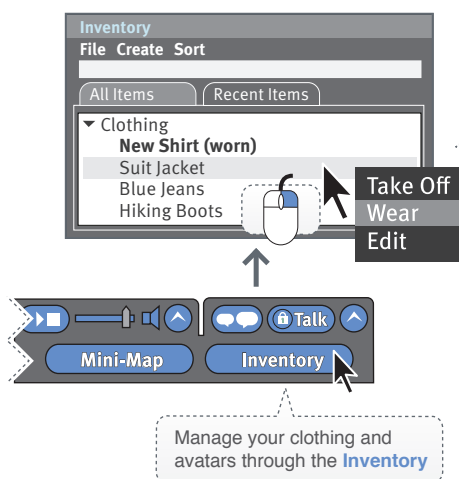 Inventory
File Create Sort
All Items Recent Items
Clothing
New Shirt (worn)
Suit Jacket
Blue Jeans
Hiking Boots
Take Off
Wear
Edit
Talk
Mini-Map Inventory
Manage your clothing and
avatars through the Inventory